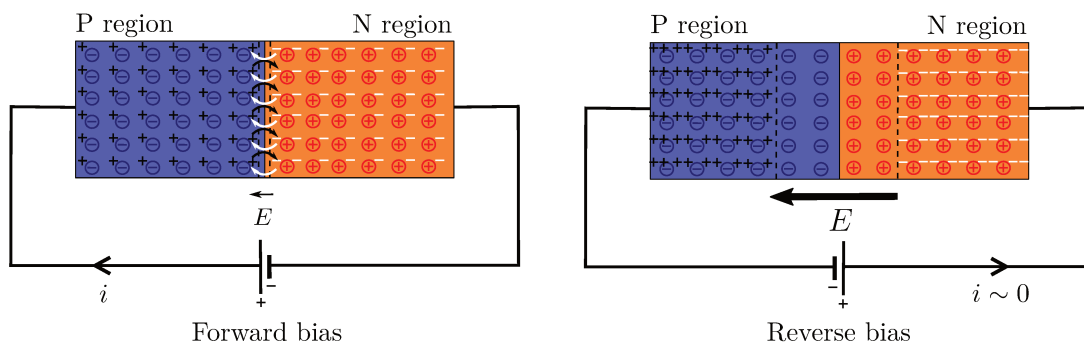 P region
N region
E
i
+
−
Forward bias
P region
N region
E
−
+
i ∼ 0
Reverse bias